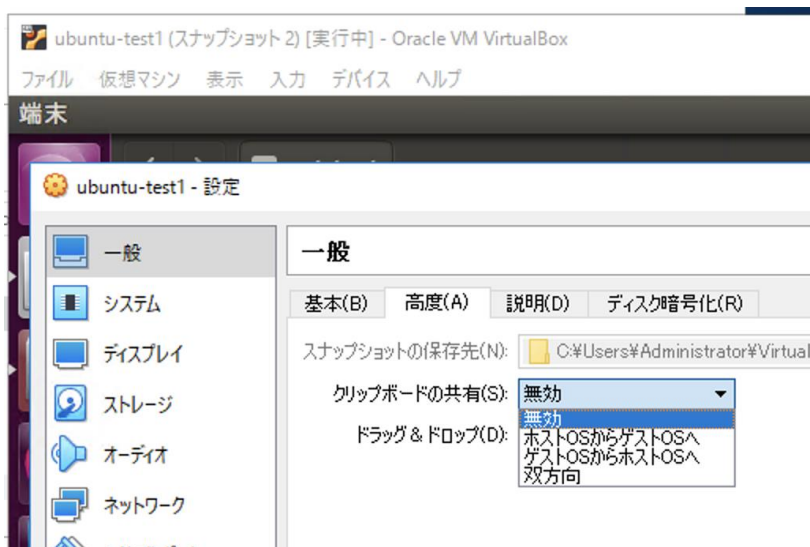 ubuntu-test1 (スナップショット 2) [実行中] - Oracle VM VirtualBox
ファイル 仮想マシン 表示 入力 デバイス ヘルプ
端末
ubuntu-test1 - 設定
一般
一般
基本(B) 高度(A) 説明(D) ディスク暗号化(R)
システム
スナップショットの保存先(N): C:¥Users¥Administrator¥Virtual
ディスプレイ
クリップボードの共有(S): 無効
ストレージ
無効
ドラッグ & ドロップ(D):
ホストOSからゲストOSへ
ゲストOSからホストOSへ
双方向
オーディオ
ネットワーク